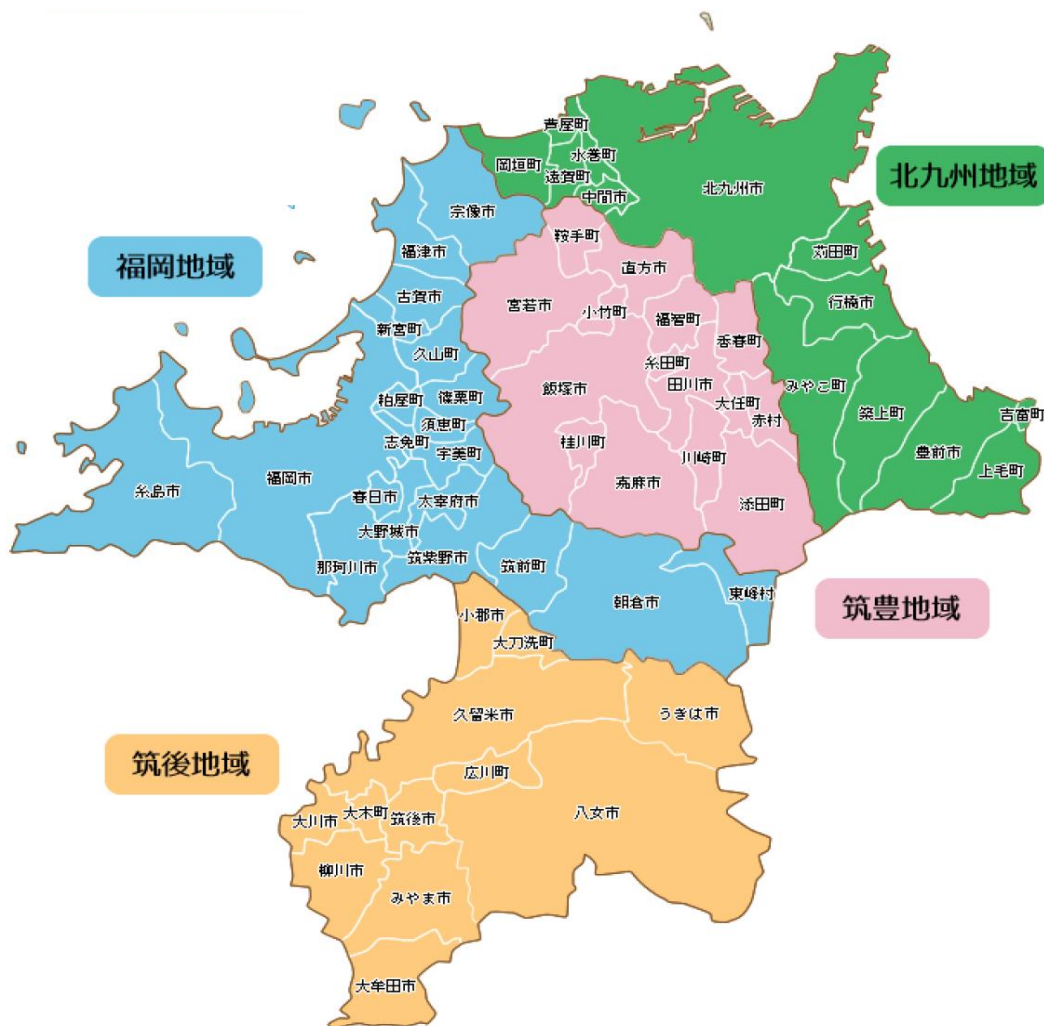 芦屋町
水巻町
岡垣町
遠賀町
中間市
北九州市
北九州地域
宗像市
鞍手町
苅田町
福岡地域
福津市
直方市
古賀市
宮若市
小竹町
福智町
行橋市
新宮町
香春町
久山町
糸田町
飯塚市
田川市
みやこ町
粕屋町
篠栗町
大任町
築上町
吉富町
須恵町
赤村
志免町
宇美町
桂川町
川崎町
豊前市
上毛町
糸島市
福岡市
春日市
太宰府市
嘉麻市
添田町
大野城市
那珂川市
筑紫野市
筑前町
朝倉市
東峰村
筑豊地域
小郡市
大刀洗町
久留米市
うきは市
筑後地域
広川町
大川市
大木町
筑後市
八女市
柳川市
みやま市
大牟田市